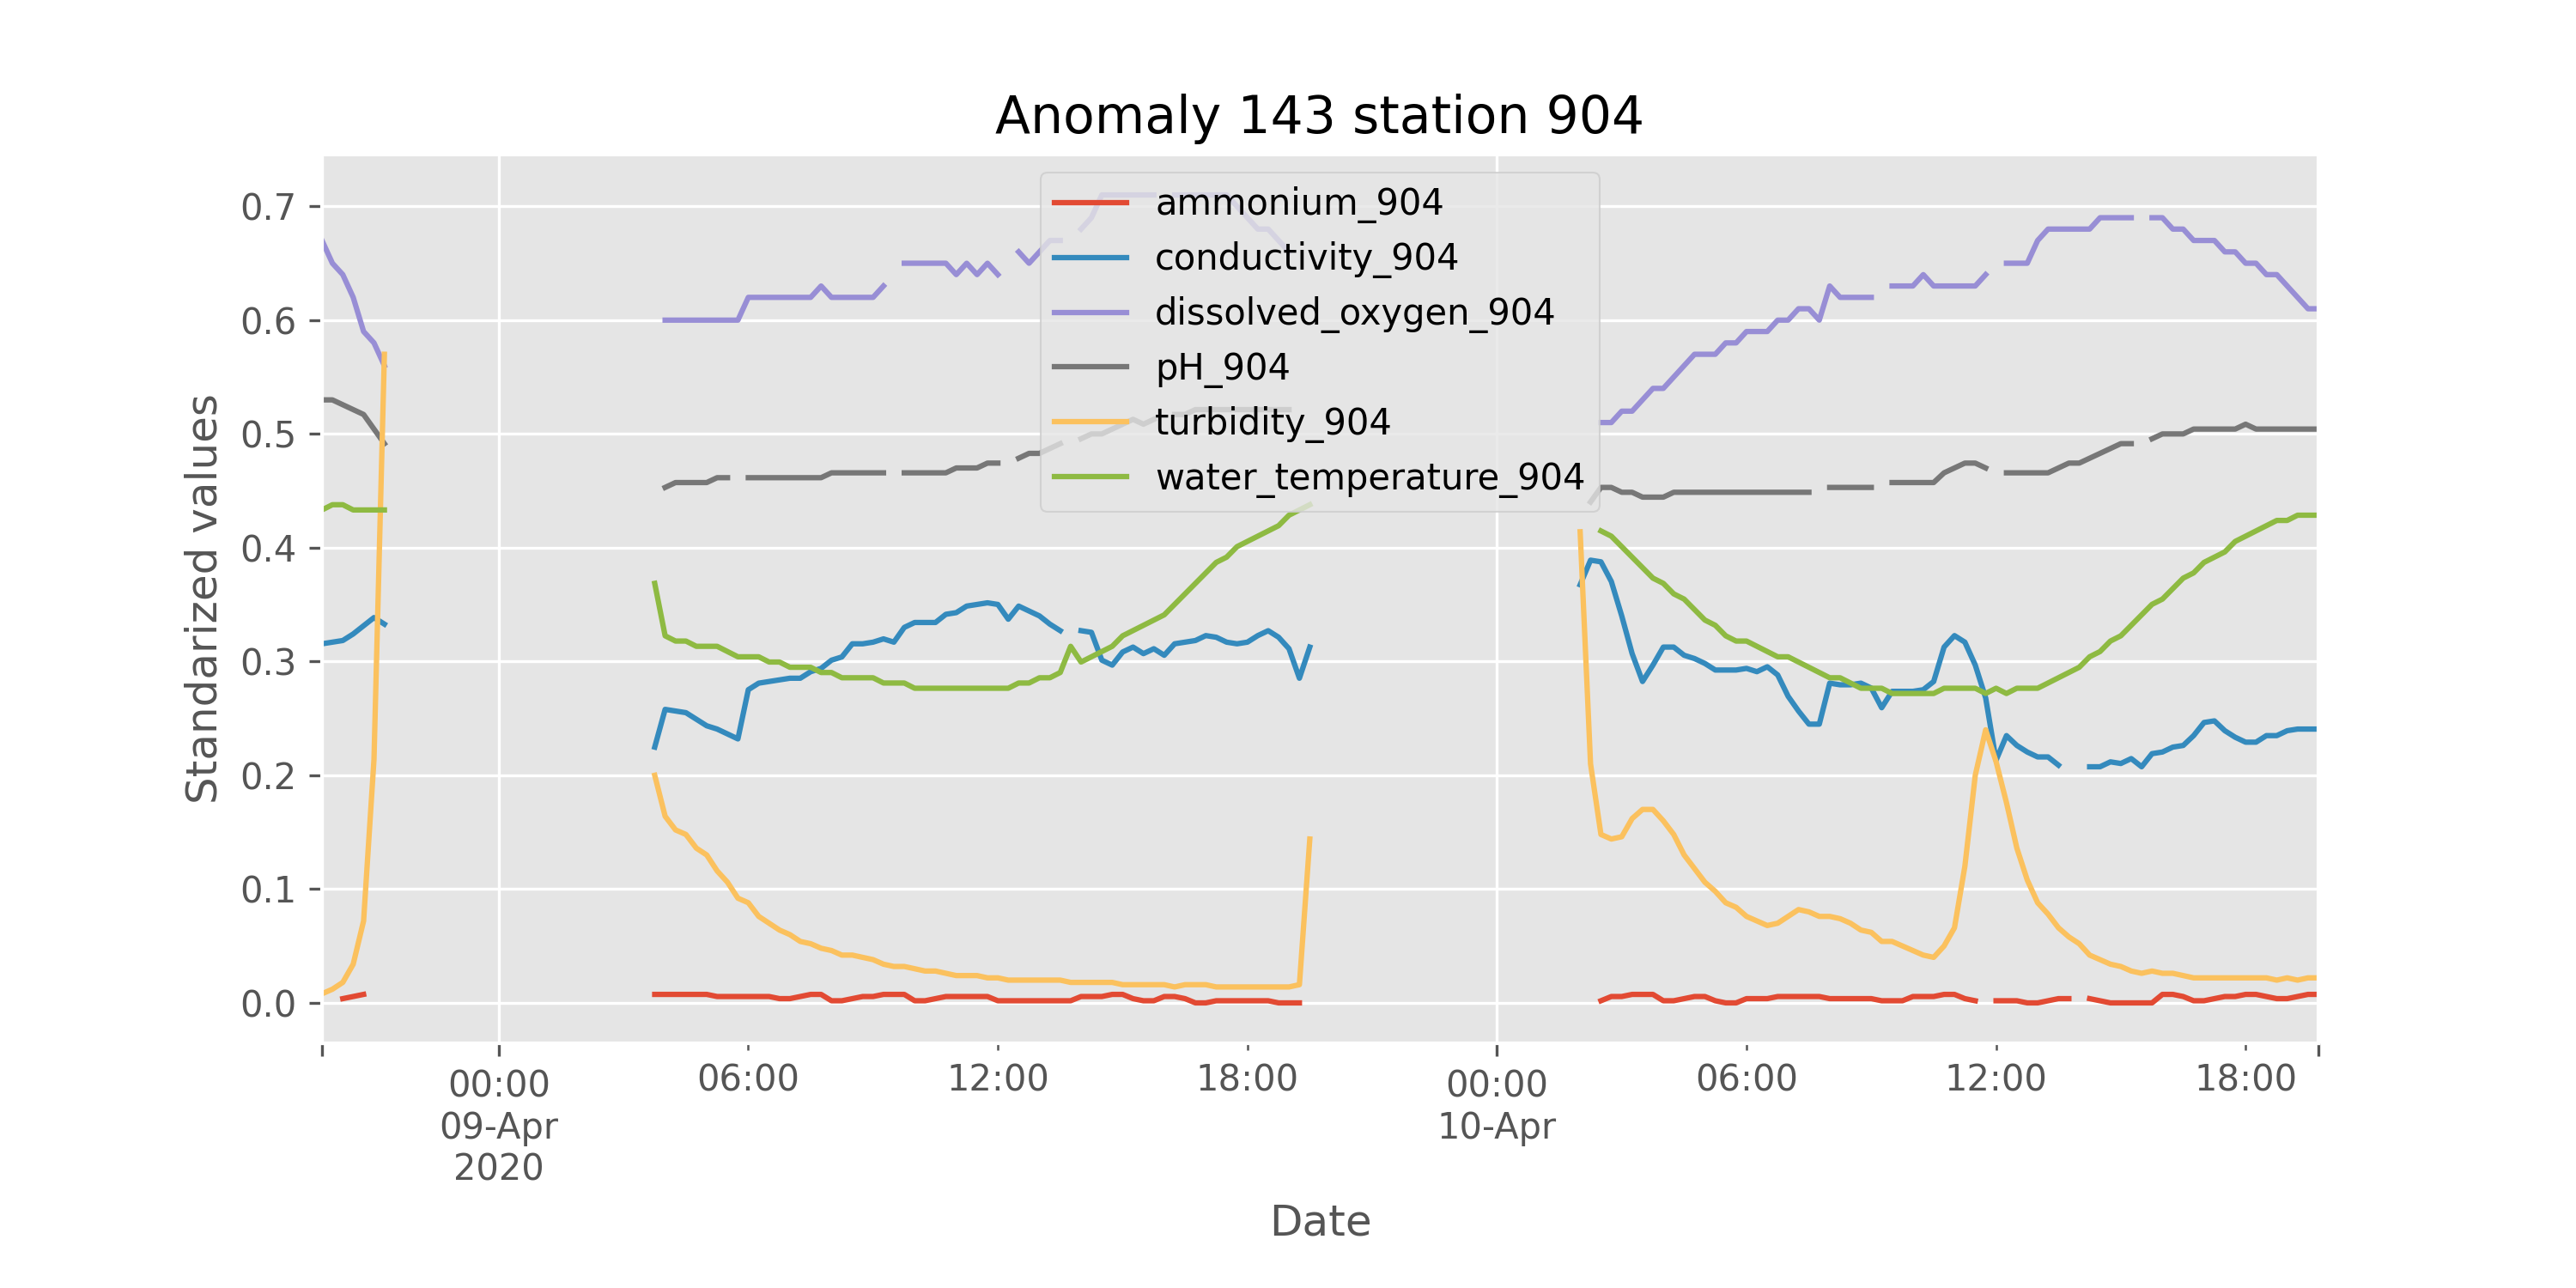 Anomaly 143 station 904
ammonium_904
conductivity_904
dissolved_oxygen_904
pH_904
turbidity_904
water_temperature_904
Standarized values
0.7
0.6
0.5
0.4
0.3
0.2
0.1
0.0
00:00 06:00 12:00 18:00 00:00 06:00 12:00 18:00
09-Apr 10-Apr
2020
Date